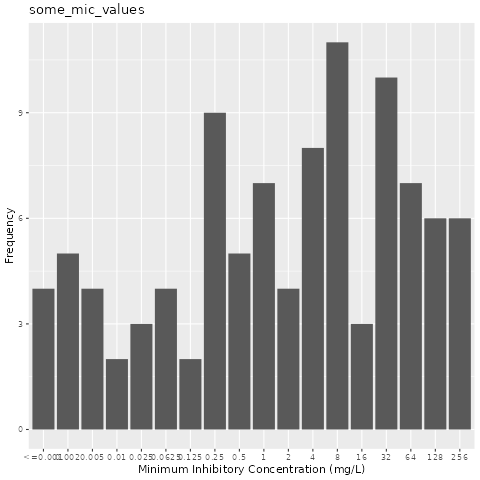 some_mic_values
Frequency
9
6
3
0
<=0.001 0.002 0.005 0.01 0.025 0.0625 0.125 0.25 0.5 1 2 4 8 16 32 64 128 256
Minimum Inhibitory Concentration (mg/L)